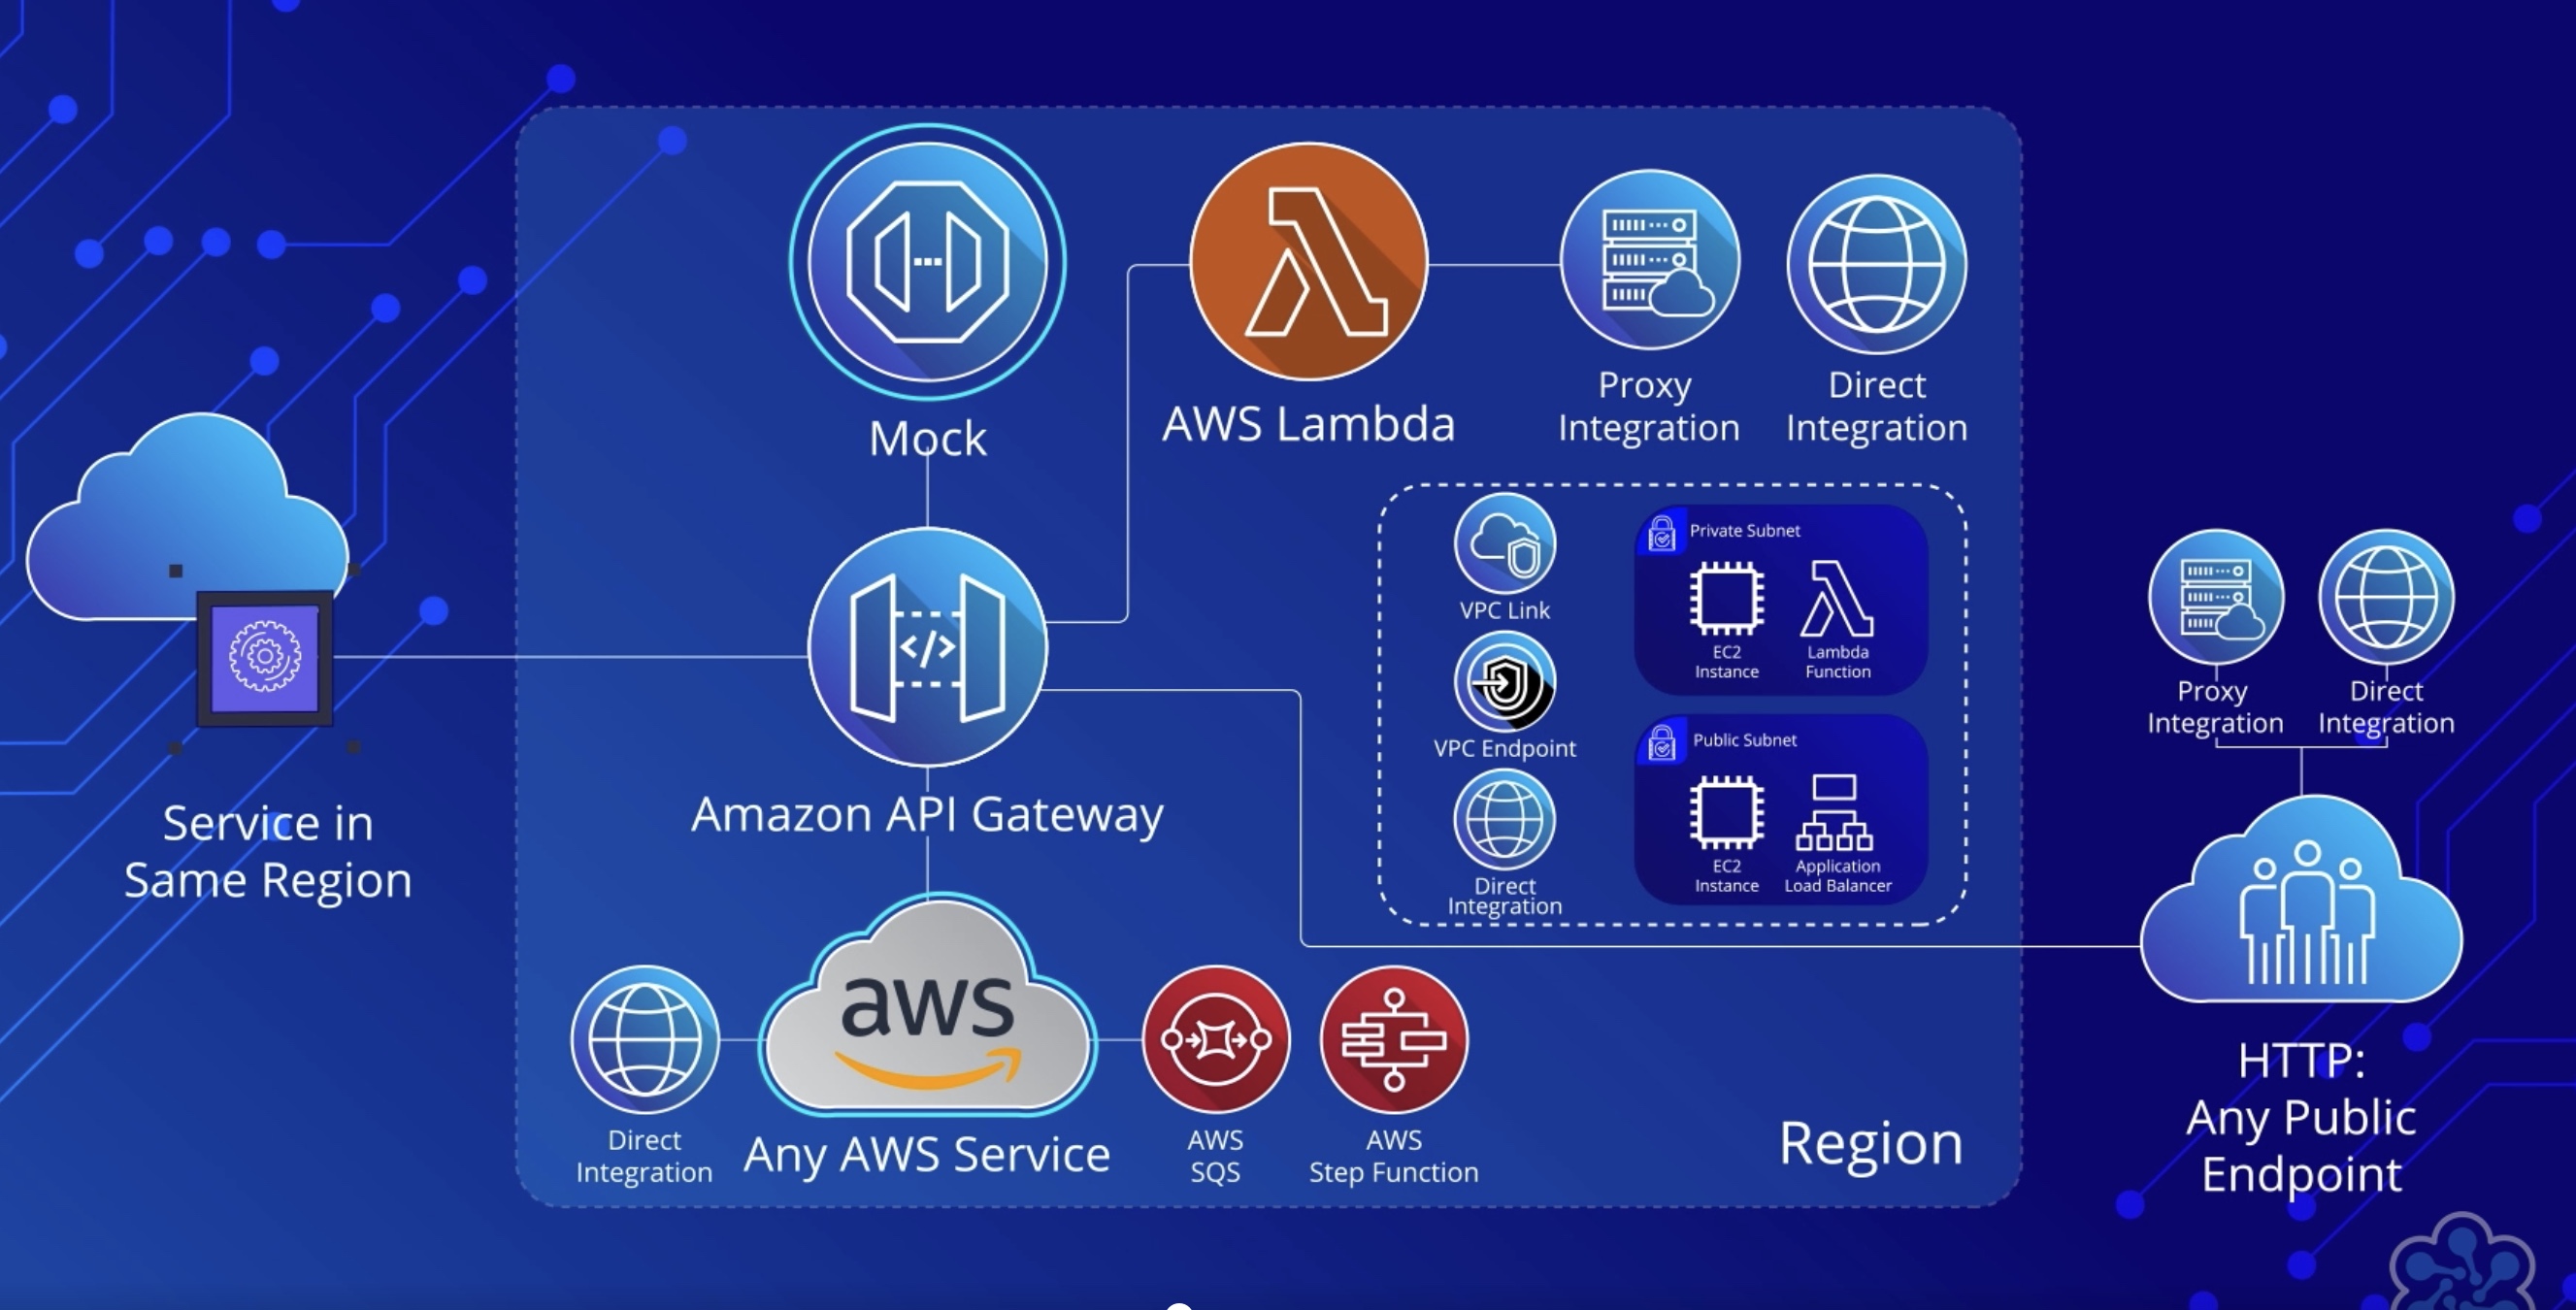 Mock
AWS Lambda
Proxy
Integration
Direct
Integration
VPC Link
VPC Endpoint
Direct
Integration
Private Subnet
EC2
Instance
Lambda
Function
Public Subnet
EC2
Instance
Application
Load Balancer
Proxy
Integration
Direct
Integration
Service in
Same Region
</>
Amazon API Gateway
aws
Direct
Integration
Any AWS Service
AWS
SQS
AWS
Step Function
Region
HTTP:
Any Public
Endpoint